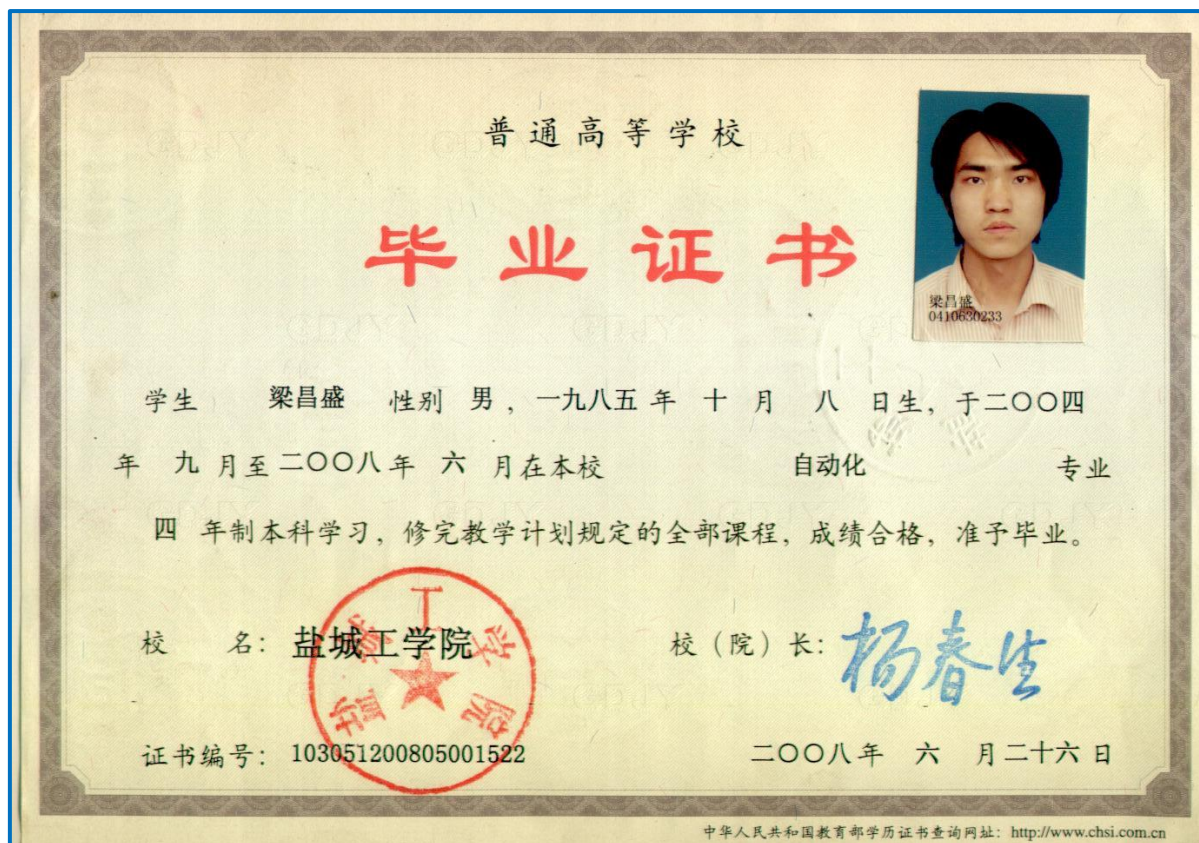 普通高等学校
毕业证书
梁昌盛
0410630233
学生 梁昌盛 性别 男，一九八五 年 十 月 八 日生，于二〇〇四
年 九 月至二〇〇八年 六 月在本校 自动化 专业
四 年制本科学习，修完教学计划规定的全部课程，成绩合格，准予毕业。
校 名：盐城工学院
盐城工学院
校（院）长：杨春生
证书编号：103051200805001522
二〇〇八年 六 月二十六日
中华人民共和国教育部学历证书查询网址：http://www.chsi.com.cn